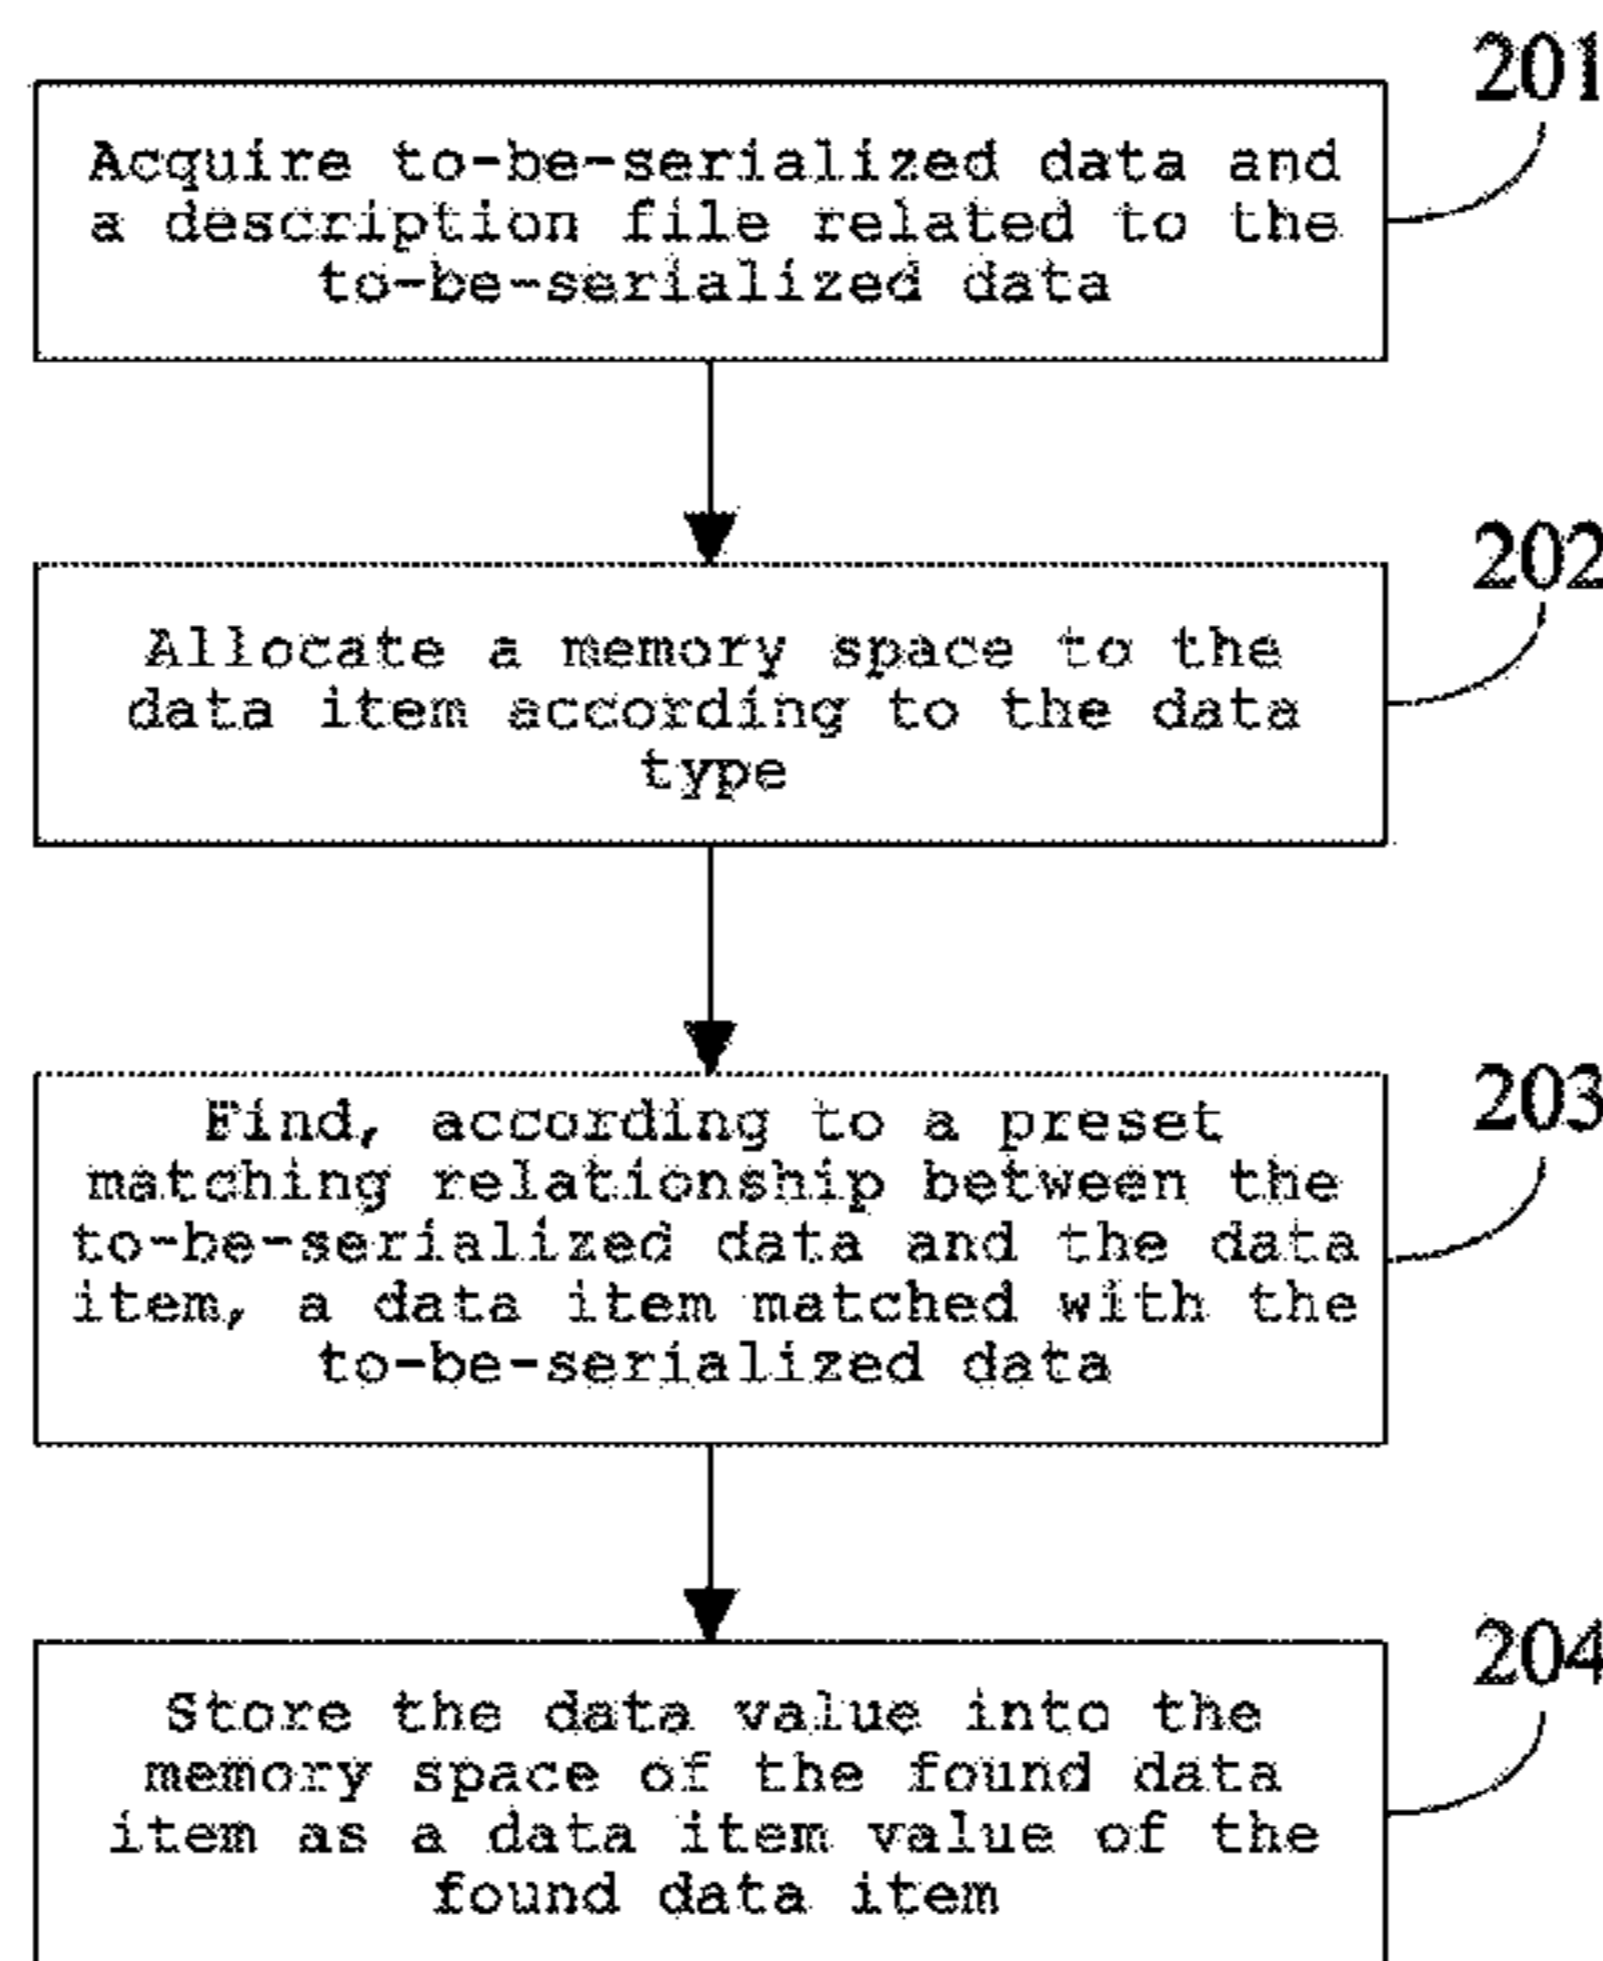 201
Acquire to-be-serialized data and
a description file related to the
to-be-serialized data
202
Allocate a memory space to the
data item according to the data
type
203
Find, according to a preset
matching relationship between the
to-be-serialized data and the data
item, a data item matched with the
to-be-serialized data
204
Store the data value into the
memory space of the found data
item as a data item value of the
found data item